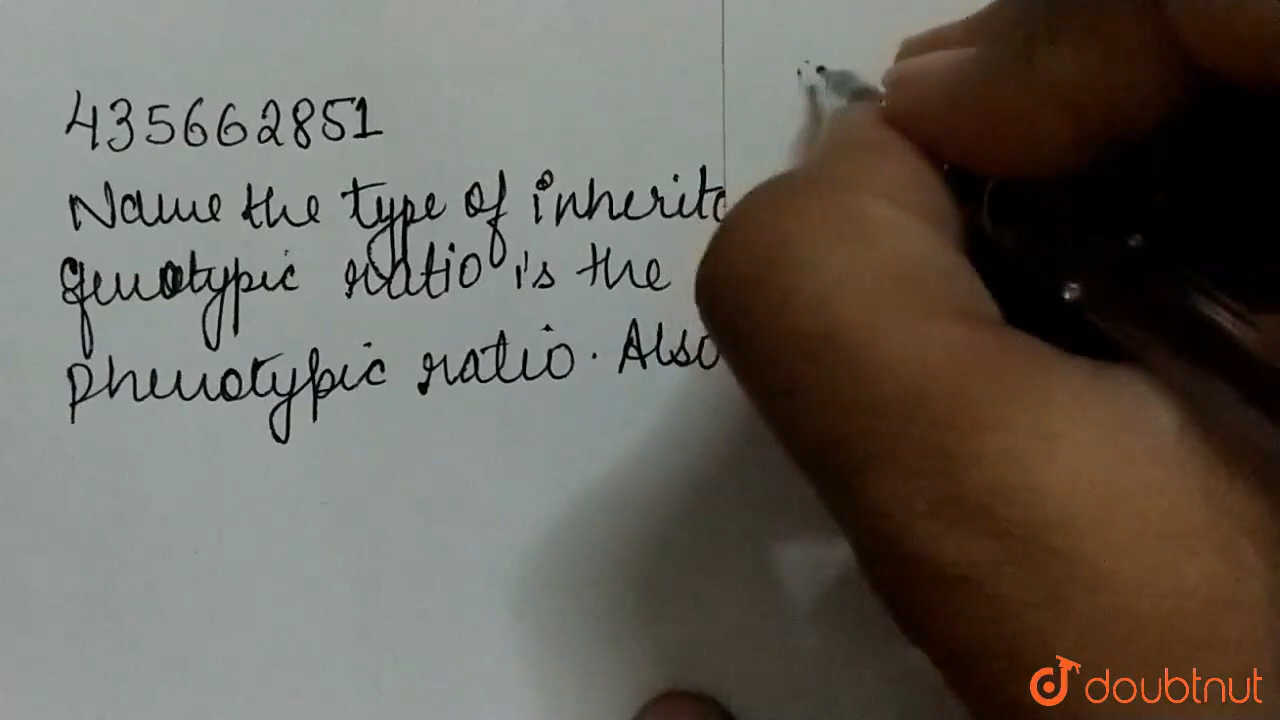 435662851
Name the type of inherita
genotypic ratio is the
phenotypic ratio. Also
doubtnut